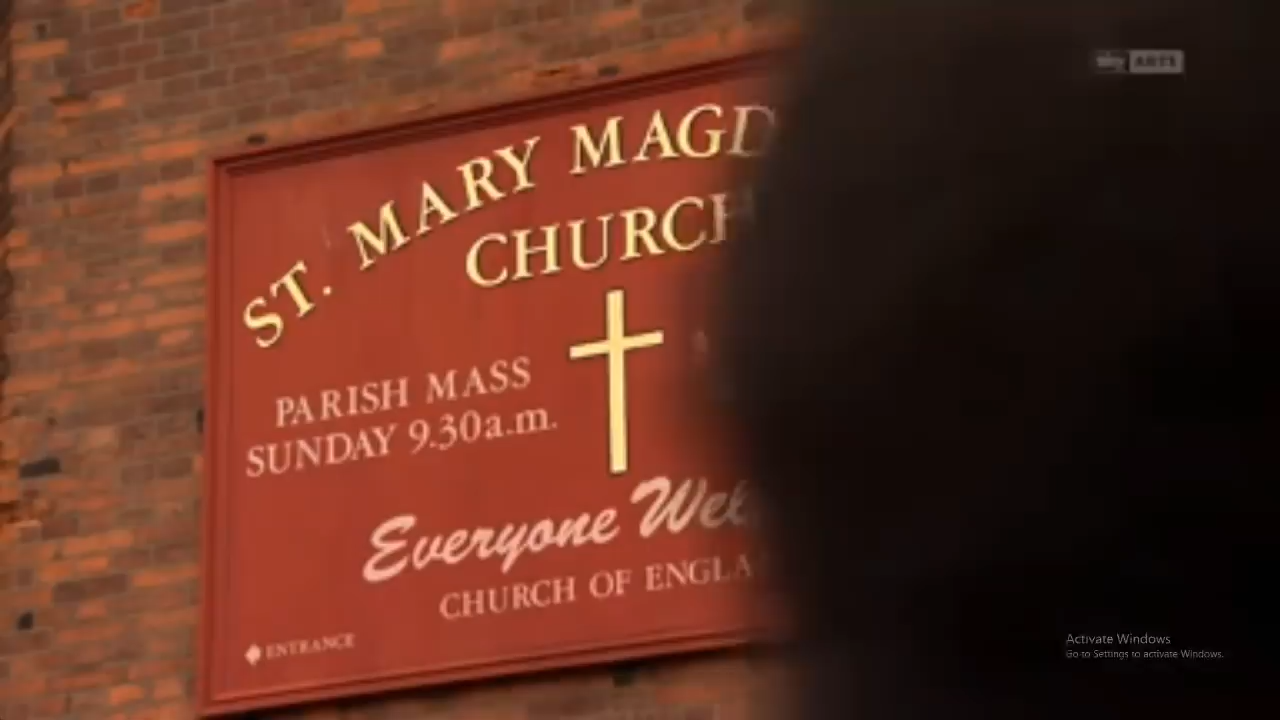 sky ARTS
ST. MARY MAGD
CHURCH
PARISH MASS
SUNDAY 9.30a.m.
Everyone Wel
CHURCH OF ENGLA
ENTRANCE
Activate Windows
Go to Settings to activate Windows.